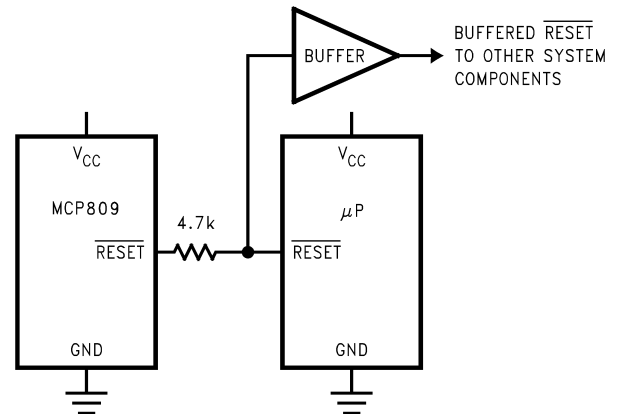 BUFFERED RESET
TO OTHER SYSTEM
COMPONENTS
BUFFER
VCC
MCP809
RESET
GND
4.7k
VCC
μP
RESET
GND